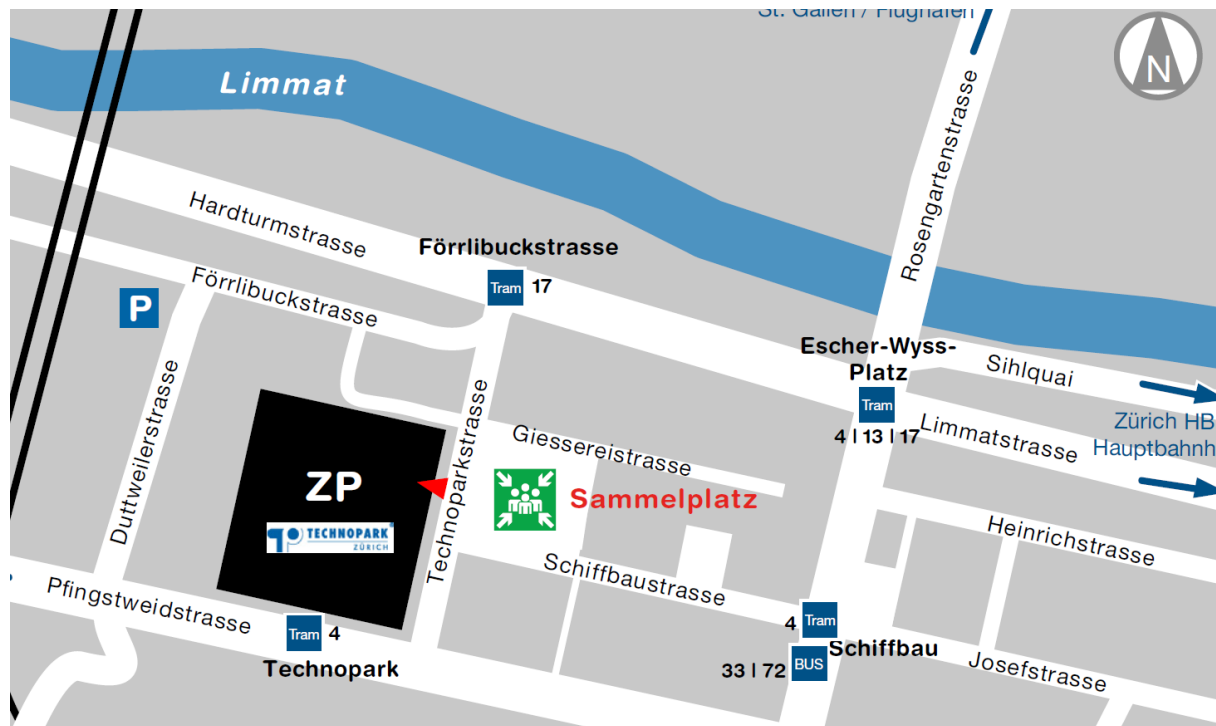 St. Gallen / Flughafen
N
Limmat
Rosengartenstrasse
Hardturmstrasse
Förrlibuckstrasse
Tram 17
Förrlibuckstrasse
P
Escher-Wyss-
Platz
Tram
4 | 13 | 17
Sihlquai
Limmatstrasse
Zürich HB
Hauptbahnh
Duttweilerstrasse
Technoparkstrasse
Giessereistrasse
ZP
TECHNOPARK®
ZÜRICH
Sammelplatz
Heinrichstrasse
Schiffbaustrasse
Pfingstweidstrasse
Tram 4
Technopark
4 Tram
Schiffbau
33 | 72 BUS
Josefstrasse